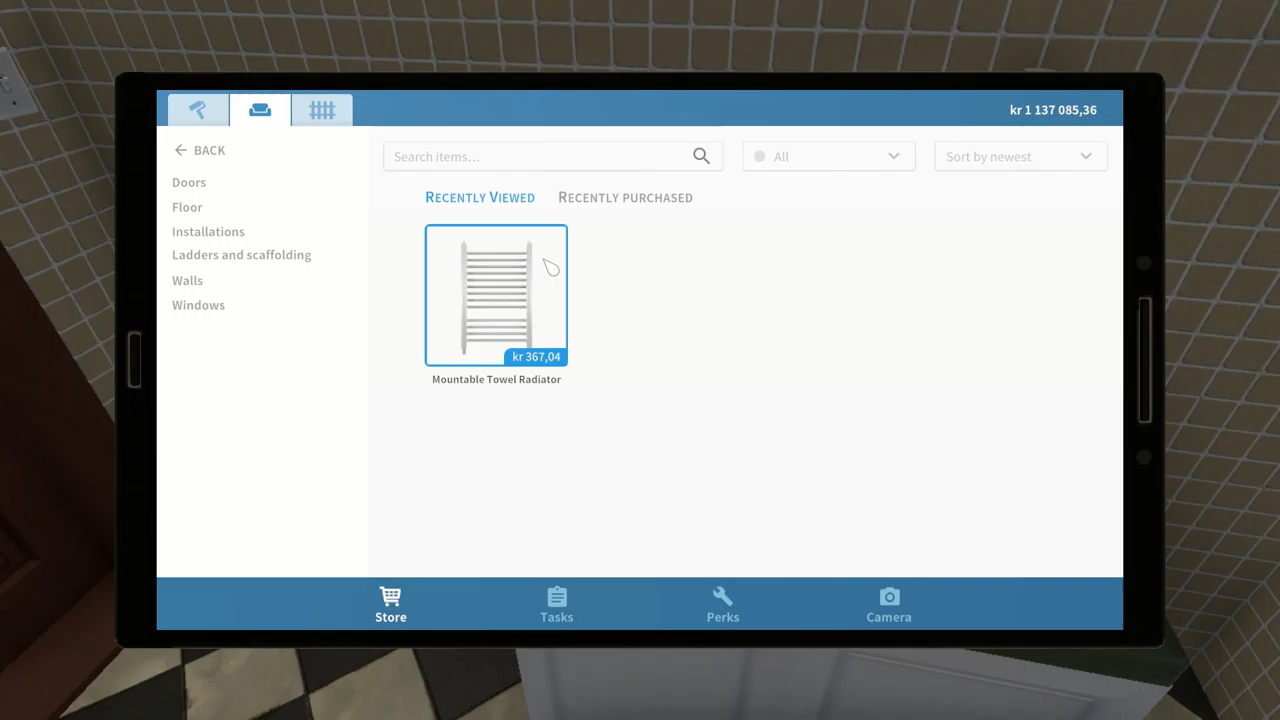 kr 1 137 085,36
BACK
Doors
Floor
Installations
Ladders and scaffolding
Walls
Windows
Search items...
All
Sort by newest
RECENTLY VIEWED
RECENTLY PURCHASED
kr 367,04
Mountable Towel Radiator
Store
Tasks
Perks
Camera